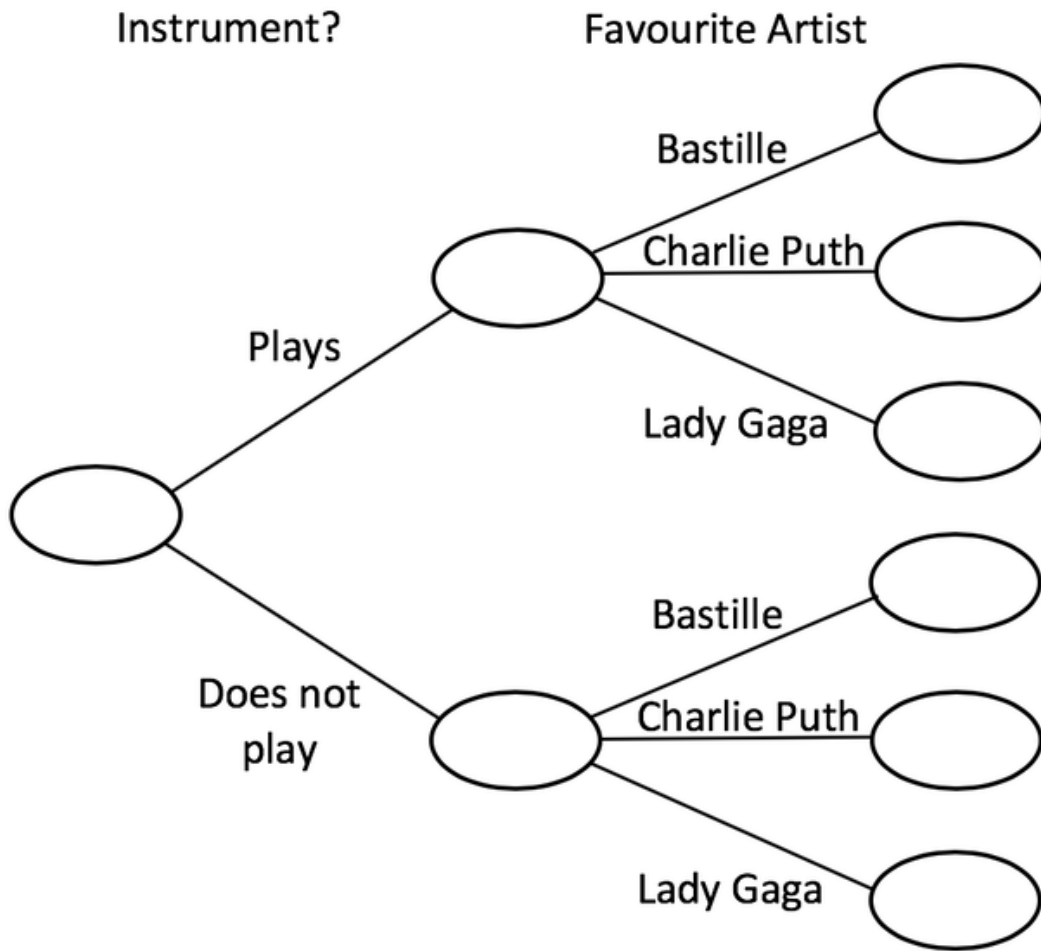 Instrument?
Favourite Artist
Bastille
Charlie Puth
Plays
Lady Gaga
Bastille
Does not
play
Charlie Puth
Lady Gaga